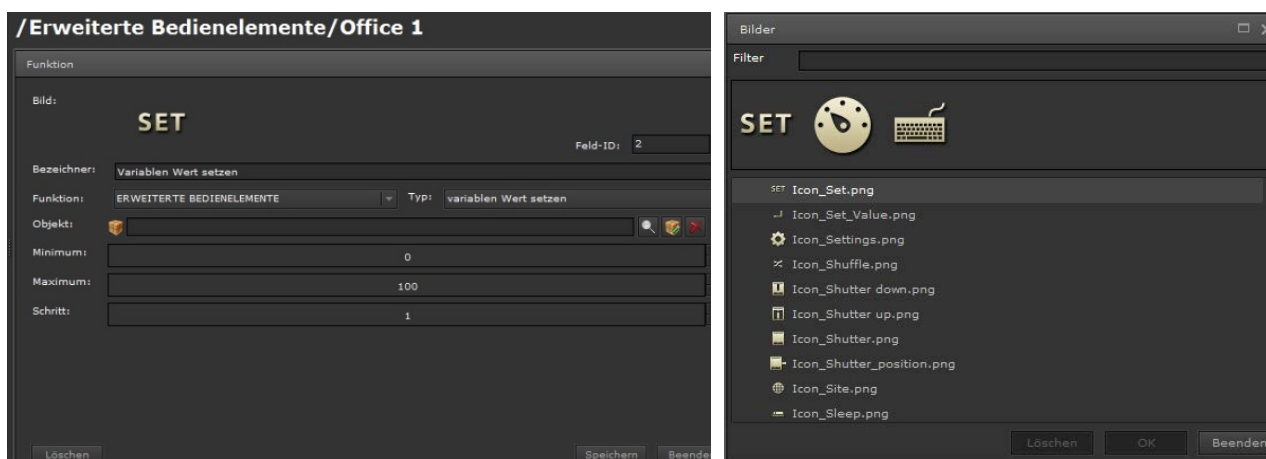 /Erweiterte Bedienelemente/Office 1
Funktion
Bild:
SET
Feld-ID: 2
Bezeichner: Variablen Wert setzen
Funktion: ERWEITERTE BEDIENELEMENTE Typ: variablen Wert setzen
Objekt:
Minimum: 0
Maximum: 100
Schritt: 1
Löschen Speichern Beende
Bilder
Filter
SET
SET Icon_Set.png
Icon_Set_Value.png
Icon_Settings.png
Icon_Shuffle.png
Icon_Shutter down.png
Icon_Shutter up.png
Icon_Shutter.png
Icon_Shutter_position.png
Icon_Site.png
Icon_Sleep.png
Löschen OK Beenden